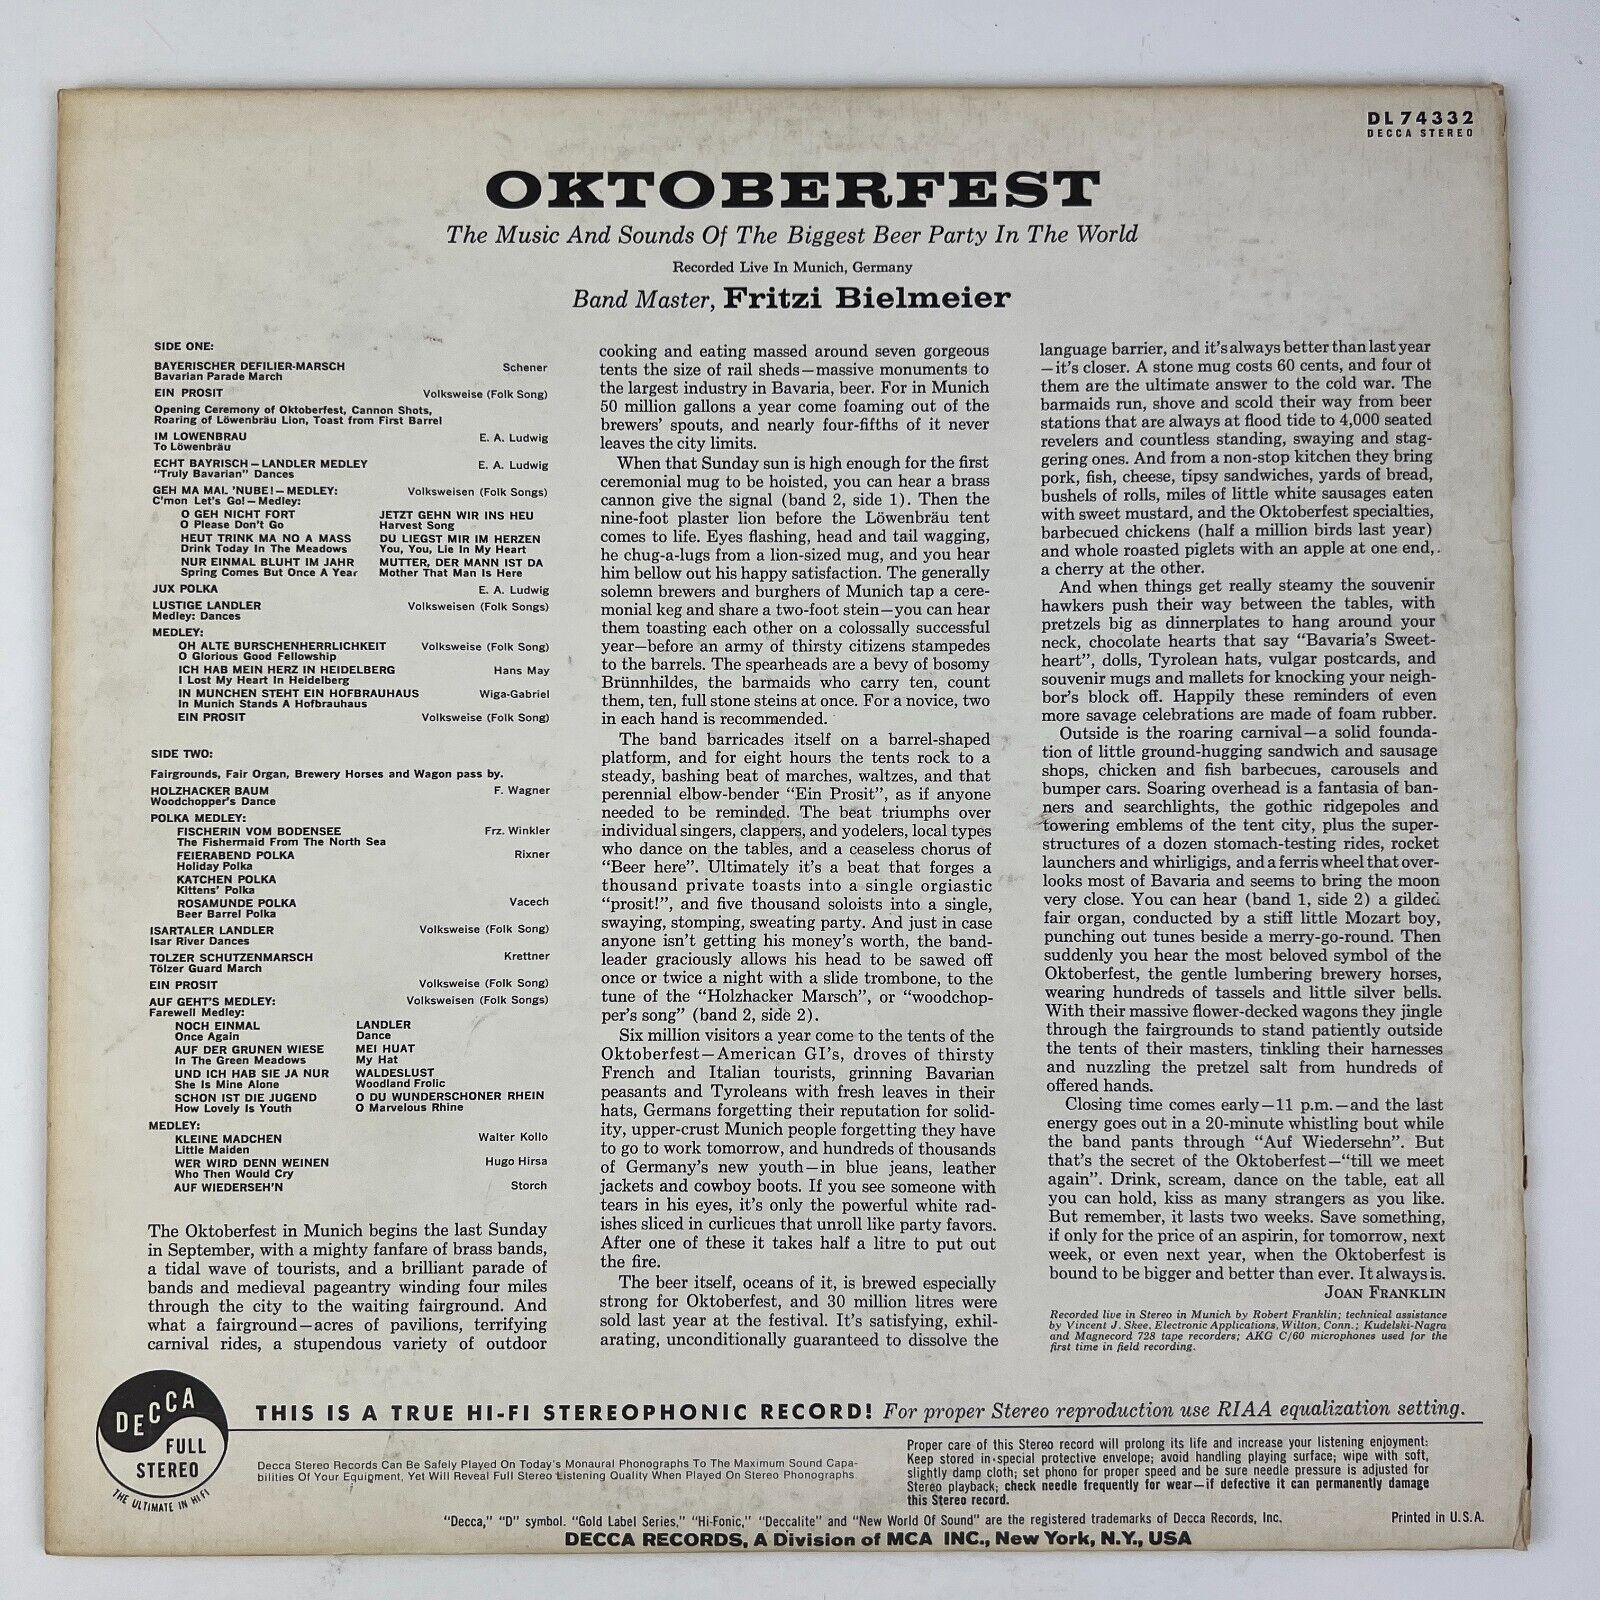 DL 74332
DECCA STEREO
OKTOBERFEST
The Music And Sounds Of The Biggest Beer Party In The World
Recorded Live In Munich, Germany
Band Master, Fritzi Bielmeier
SIDE ONE:
BAYERISCHER DEFILIER-MARSCH Schener
Bavarian Parade March
EIN PROSIT Volksweise (Folk Song)
Opening Ceremony of Oktoberfest, Cannon Shots,
Roaring of Löwenbräu Lion, Toast from First Barrel
IM LOWENBRAU E. A. Ludwig
To Löwenbräu
ECHT BAYRISCH—LANDLER MEDLEY E. A. Ludwig
"Truly Bavarian" Dances
GEH MA MAL 'NUBE!—MEDLEY: Volksweisen (Folk Songs)
C'mon Let's Go!—Medley:
O GEH NICHT FORT JETZT GEHN WIR INS HEU
O Please Don't Go Harvest Song
HEUT TRINK MA NO A MASS DU LIEGST MIR IM HERZEN
Drink Today In The Meadows You, You, Lie In My Heart
NUR EINMAL BLUHT IM JAHR MUTTER, DER MANN IST DA
Spring Comes But Once A Year Mother That Man Is Here
JUX POLKA E. A. Ludwig
LUSTIGE LANDLER Volksweisen (Folk Songs)
Medley: Dances
MEDLEY:
OH ALTE BURSCHENHERRLICHKEIT Volksweise (Folk Song)
O Glorious Good Fellowship
ICH HAB MEIN HERZ IN HEIDELBERG Hans May
I Lost My Heart In Heidelberg
IN MUNCHEN STEHT EIN HOFBRAUHAUS Wiga-Gabriel
In Munich Stands A Hofbrauhaus
EIN PROSIT Volksweise (Folk Song)
SIDE TWO:
Fairgrounds, Fair Organ, Brewery Horses and Wagon pass by.
HOLZHACKER BAUM F. Wagner
Woodchopper's Dance
POLKA MEDLEY:
FISCHERIN VOM BODENSEE Frz. Winkler
The Fishermaid From The North Sea
FEIERABEND POLKA Rixner
Holiday Polka
KATCHEN POLKA
Kittens' Polka
ROSAMUNDE POLKA Vacech
Beer Barrel Polka
ISARTALER LANDLER Volksweise (Folk Song)
Isar River Dances
TOLZER SCHUTZENMARSCH Krettner
Tölzer Guard March
EIN PROSIT Volksweise (Folk Song)
AUF GEHT'S MEDLEY: Volksweisen (Folk Songs)
Farewell Medley:
NOCH EINMAL LANDLER
Once Again Dance
AUF DER GRUNEN WIESE MEI HUAT
In The Green Meadows My Hat
UND ICH HAB SIE JA NUR WALDESLUST
She Is Mine Alone Woodland Frolic
SCHON IST DIE JUGEND O DU WUNDERSCHONER RHEIN
How Lovely Is Youth O Marvelous Rhine
MEDLEY:
KLEINE MADCHEN Walter Kollo
Little Maiden
WER WIRD DENN WEINEN Hugo Hirsa
Who Then Would Cry
AUF WIEDERSEH'N Storch
The Oktoberfest in Munich begins the last Sunday
in September, with a mighty fanfare of brass bands,
a tidal wave of tourists, and a brilliant parade of
bands and medieval pageantry winding four miles
through the city to the waiting fairground. And
what a fairground—acres of pavilions, terrifying
carnival rides, a stupendous variety of outdoor
cooking and eating massed around seven gorgeous
tents the size of rail sheds—massive monuments to
the largest industry in Bavaria, beer. For in Munich
50 million gallons a year come foaming out of the
brewers' spouts, and nearly four-fifths of it never
leaves the city limits.
When that Sunday sun is high enough for the first
ceremonial mug to be hoisted, you can hear a brass
cannon give the signal (band 2, side 1). Then the
nine-foot plaster lion before the Löwenbräu tent
comes to life. Eyes flashing, head and tail wagging,
he chug-a-lugs from a lion-sized mug, and you hear
him bellow out his happy satisfaction. The generally
solemn brewers and burghers of Munich tap a cere-
monial keg and share a two-foot stein—you can hear
them toasting each other on a colossally successful
year—before an army of thirsty citizens stampedes
to the barrels. The spearheads are a bevy of bosomy
Brünnhildes, the barmaids who carry ten, count
them, ten, full stone steins at once. For a novice, two
in each hand is recommended.
The band barricades itself on a barrel-shaped
platform, and for eight hours the tents rock to a
steady, bashing beat of marches, waltzes, and that
perennial elbow-bender "Ein Prosit", as if anyone
needed to be reminded. The beat triumphs over
individual singers, clappers, and yodelers, local types
who dance on the tables, and a ceaseless chorus of
"Beer here". Ultimately it's a beat that forges a
thousand private toasts into a single orgiastic
"prosit!", and five thousand soloists into a single,
swaying, stomping, sweating party. And just in case
anyone isn't getting his money's worth, the band-
leader graciously allows his head to be sawed off
once or twice a night with a slide trombone, to the
tune of the "Holzhacker Marsch", or "woodchop-
per's song" (band 2, side 2).
Six million visitors a year come to the tents of the
Oktoberfest—American GI's, droves of thirsty
French and Italian tourists, grinning Bavarian
peasants and Tyroleans with fresh leaves in their
hats, Germans forgetting their reputation for solid-
ity, upper-crust Munich people forgetting they have
to go to work tomorrow, and hundreds of thousands
of Germany's new youth—in blue jeans, leather
jackets and cowboy boots. If you see someone with
tears in his eyes, it's only the powerful white rad-
ishes sliced in curlicues that unroll like party favors.
After one of these it takes half a litre to put out
the fire.
The beer itself, oceans of it, is brewed especially
strong for Oktoberfest, and 30 million litres were
sold last year at the festival. It's satisfying, exhil-
arating, unconditionally guaranteed to dissolve the
language barrier, and it's always better than last year
—it's closer. A stone mug costs 60 cents, and four of
them are the ultimate answer to the cold war. The
barmaids run, shove and scold their way from beer
stations that are always at flood tide to 4,000 seated
revelers and countless standing, swaying and stag-
gering ones. And from a non-stop kitchen they bring
pork, fish, cheese, tipsy sandwiches, yards of bread,
bushels of rolls, miles of little white sausages eaten
with sweet mustard, and the Oktoberfest specialties,
barbecued chickens (half a million birds last year)
and whole roasted piglets with an apple at one end,
a cherry at the other.
And when things get really steamy the souvenir
hawkers push their way between the tables, with
pretzels big as dinnerplates to hang around your
neck, chocolate hearts that say "Bavaria's Sweet-
heart", dolls, Tyrolean hats, vulgar postcards, and
souvenir mugs and mallets for knocking your neigh-
bor's block off. Happily these reminders of even
more savage celebrations are made of foam rubber.
Outside is the roaring carnival—a solid founda-
tion of little ground-hugging sandwich and sausage
shops, chicken and fish barbecues, carousels and
bumper cars. Soaring overhead is a fantasia of ban-
ners and searchlights, the gothic ridgepoles and
towering emblems of the tent city, plus the super-
structures of a dozen stomach-testing rides, rocket
launchers and whirligigs, and a ferris wheel that over-
looks most of Bavaria and seems to bring the moon
very close. You can hear (band 1, side 2) a gilded
fair organ, conducted by a stiff little Mozart boy,
punching out tunes beside a merry-go-round. Then
suddenly you hear the most beloved symbol of the
Oktoberfest, the gentle lumbering brewery horses,
wearing hundreds of tassels and little silver bells.
With their massive flower-decked wagons they jingle
through the fairgrounds to stand patiently outside
the tents of their masters, tinkling their harnesses
and nuzzling the pretzel salt from hundreds of
offered hands.
Closing time comes early—11 p.m.—and the last
energy goes out in a 20-minute whistling bout while
the band pants through "Auf Wiedersehn". But
that's the secret of the Oktoberfest—"till we meet
again". Drink, scream, dance on the table, eat all
you can hold, kiss as many strangers as you like.
But remember, it lasts two weeks. Save something,
if only for the price of an aspirin, for tomorrow, next
week, or even next year, when the Oktoberfest is
bound to be bigger and better than ever. It always is.
JOAN FRANKLIN
Recorded live in Stereo in Munich by Robert Franklin; technical assistance
by Vincent J. Skee, Electronic Applications, Wilton, Conn.; Kudelski-Nagra
and Magnecord 728 tape recorders; AKG C/60 microphones used for the
first time in field recording.
DECCA
FULL
STEREO
THE ULTIMATE IN HI FI
THIS IS A TRUE HI-FI STEREOPHONIC RECORD! For proper Stereo reproduction use RIAA equalization setting.
Decca Stereo Records Can Be Safely Played On Today's Monaural Phonographs To The Maximum Sound Capa-
bilities Of Your Equipment, Yet Will Reveal Full Stereo Listening Quality When Played On Stereo Phonographs.
Proper care of this Stereo record will prolong its life and increase your listening enjoyment:
Keep stored in special protective envelope; avoid handling playing surface; wipe with soft,
slightly damp cloth; set phono for proper speed and be sure needle pressure is adjusted for
Stereo playback; check needle frequently for wear—if defective it can permanently damage
this Stereo record.
"Decca," "D" symbol. "Gold Label Series," "Hi-Fonic," "Deccalite" and "New World Of Sound" are the registered trademarks of Decca Records, Inc.
Printed in U.S.A.
DECCA RECORDS, A Division of MCA INC., New York, N.Y., USA